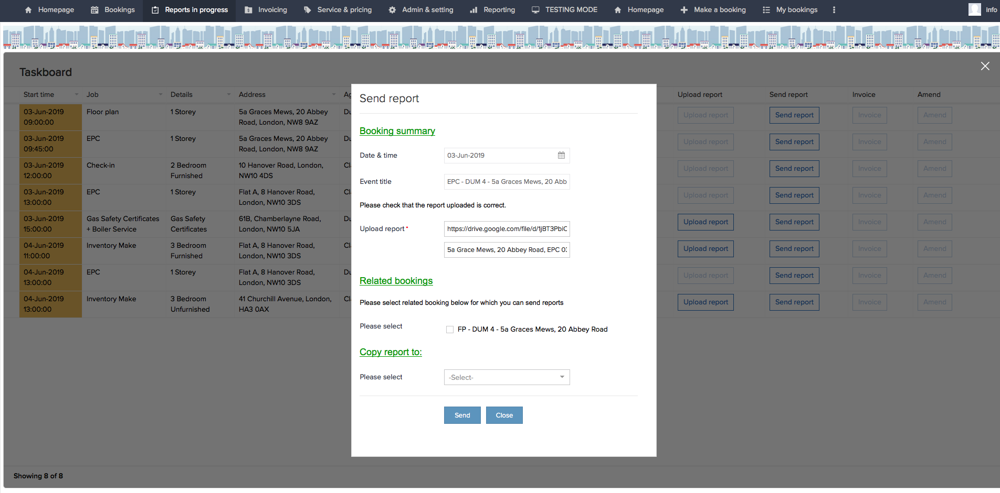 Homepage Bookings Reports in progress Invoicing Service & pricing Admin & setting Reporting TESTING MODE Homepage Make a booking My bookings Info
Taskboard
Start time Job Details Address Upload report Send report Invoice Amend
03-Jun-2019 Floor plan 1 Storey 5a Graces Mews, 20 Abbey Upload report Send report Invoice Amend
09:00:00 Road, London, NW8 9AZ
03-Jun-2019 EPC 1 Storey 5a Graces Mews, 20 Abbey Upload report Send report Invoice Amend
09:45:00 Road, London, NW8 9AZ
03-Jun-2019 Check-in 2 Bedroom 10 Hanover Road, London, Upload report Send report Invoice Amend
12:00:00 Furnished NW10 4DS
03-Jun-2019 EPC 1 Storey Flat A, 8 Hanover Road, Upload report Send report Invoice Amend
13:00:00 London, NW10 3DS
03-Jun-2019 Gas Safety Certificates Gas Safety 61B, Chamberlayne Road, Upload report Send report Invoice Amend
15:00:00 + Boiler Service Certificates London, NW10 5JA
04-Jun-2019 Inventory Make 3 Bedroom Flat A, 8 Hanover Road, Upload report Send report Invoice Amend
11:00:00 Furnished London, NW10 3DS
04-Jun-2019 EPC 1 Storey Flat A, 8 Hanover Road, Upload report Send report Invoice Amend
13:00:00 London, NW10 3DS
04-Jun-2019 Inventory Make 3 Bedroom 41 Churchill Avenue, London, Upload report Send report Invoice Amend
13:00:00 Unfurnished HA3 0AX
Showing 8 of 8
Send report
Booking summary
Date & time 03-Jun-2019
Event title EPC - DUM 4 - 5a Graces Mews, 20 Abb
Please check that the report uploaded is correct.
Upload report * https://drive.google.com/file/d/
5a Grace Mews, 20 Abbey Road, EPC
Related bookings
Please select related booking below for which you can send reports
Please select FP - DUM 4 - 5a Graces Mews, 20 Abbey Road
Copy report to:
Please select -Select-
Send Close